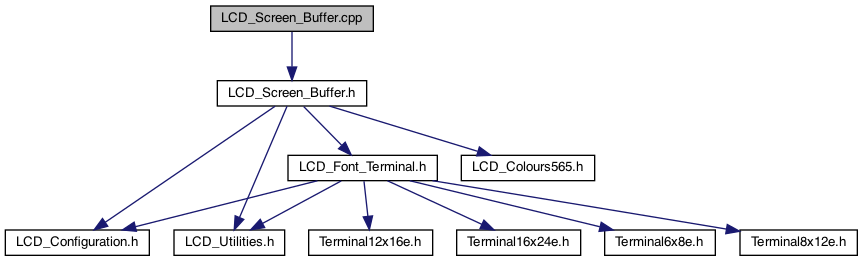 LCD_Screen_Buffer.cpp
LCD_Screen_Buffer.h
LCD_Font_Terminal.h
LCD_Colours565.h
LCD_Configuration.h
LCD_Utilities.h
Terminal12x16e.h
Terminal16x24e.h
Terminal6x8e.h
Terminal8x12e.h